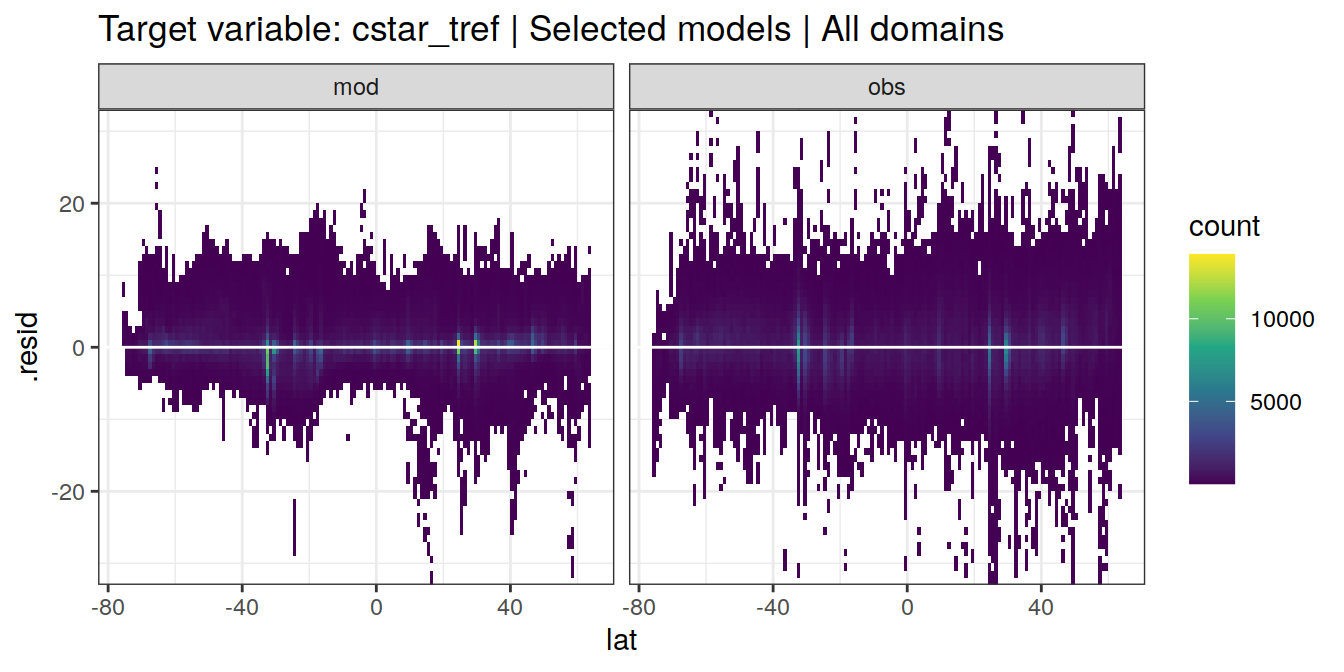 Target variable: cstar_tref | Selected models | All domains
mod
obs
.resid
20
0
-20
-80
-40
0
40
-80
-40
0
40
lat
count
10000
5000